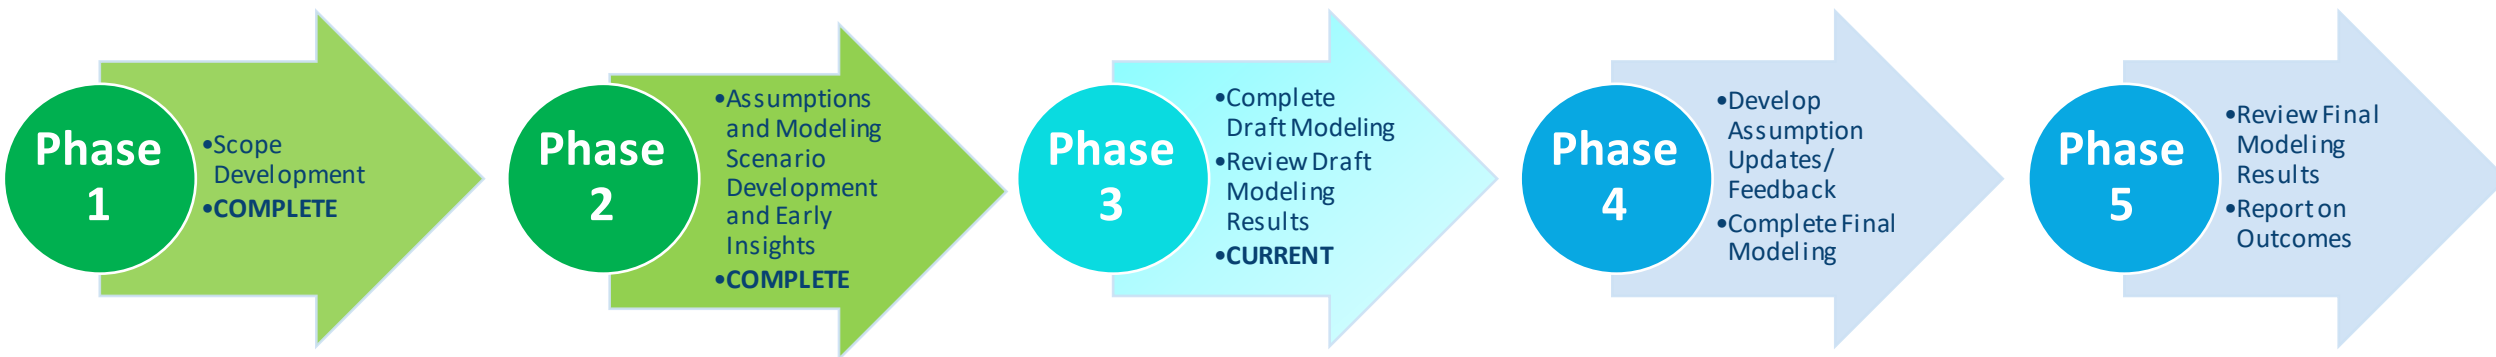 Phase
1
•Scope
Development
•COMPLETE
Phase
2
•Assumptions
and Modeling
Scenario
Development
and Early
Insights
•COMPLETE
Phase
3
•Complete
Draft Modeling
•Review Draft
Modeling
Results
•CURRENT
Phase
4
•Develop
Assumption
Updates/
Feedback
•Complete Final
Modeling
Phase
5
•Review Final
Modeling
Results
•Report on
Outcomes